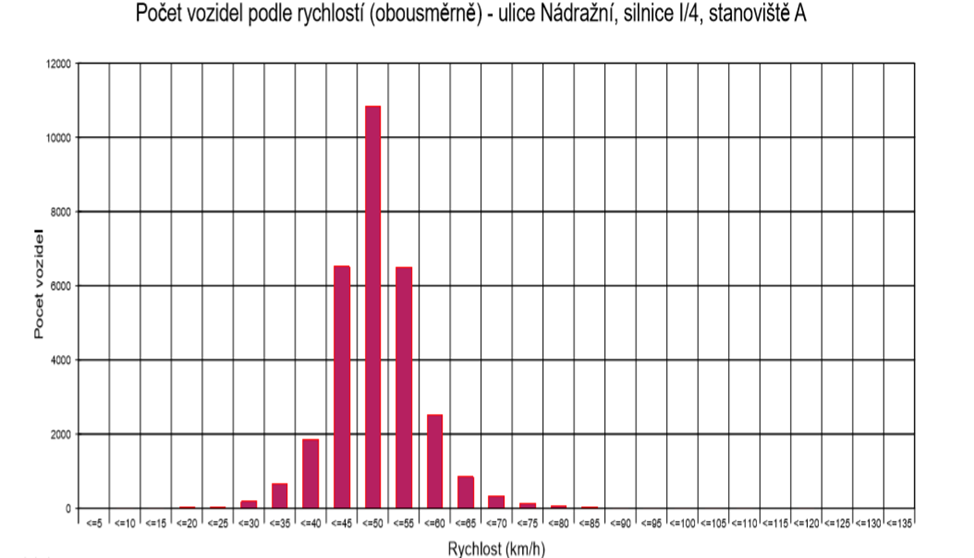 Počet vozidel podle rychlostí (obousměrně) - ulice Nádražní, silnice I/4, stanoviště A
12000
10000
8000
6000
4000
2000
0
Pocet vozidel
<=5 <=10 <=15 <=20 <=25 <=30 <=35 <=40 <=45 <=50 <=55 <=60 <=65 <=70 <=75 <=80 <=85 <=90 <=95 <=100 <=105 <=110 <=115 <=120 <=125 <=130 <=135
Rychlost (km/h)